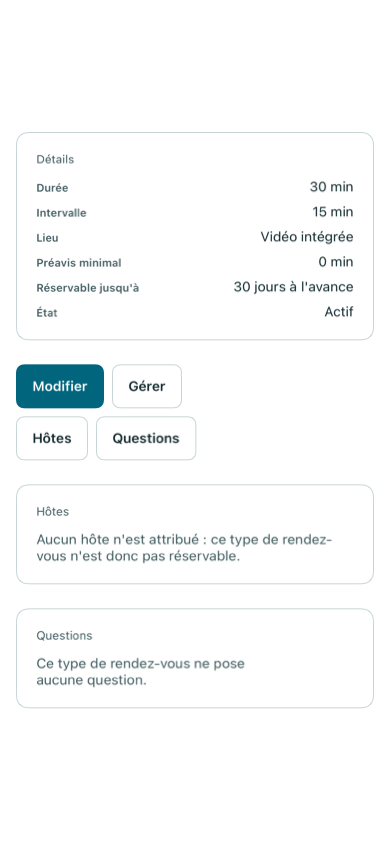 Détails
Durée 30 min
Intervalle 15 min
Lieu Vidéo intégrée
Préavis minimal 0 min
Réservable jusqu'à 30 jours à l'avance
État Actif
Modifier Gérer
Hôtes Questions
Hôtes
Aucun hôte n'est attribué : ce type de rendez-
vous n'est donc pas réservable.
Questions
Ce type de rendez-vous ne pose
aucune question.